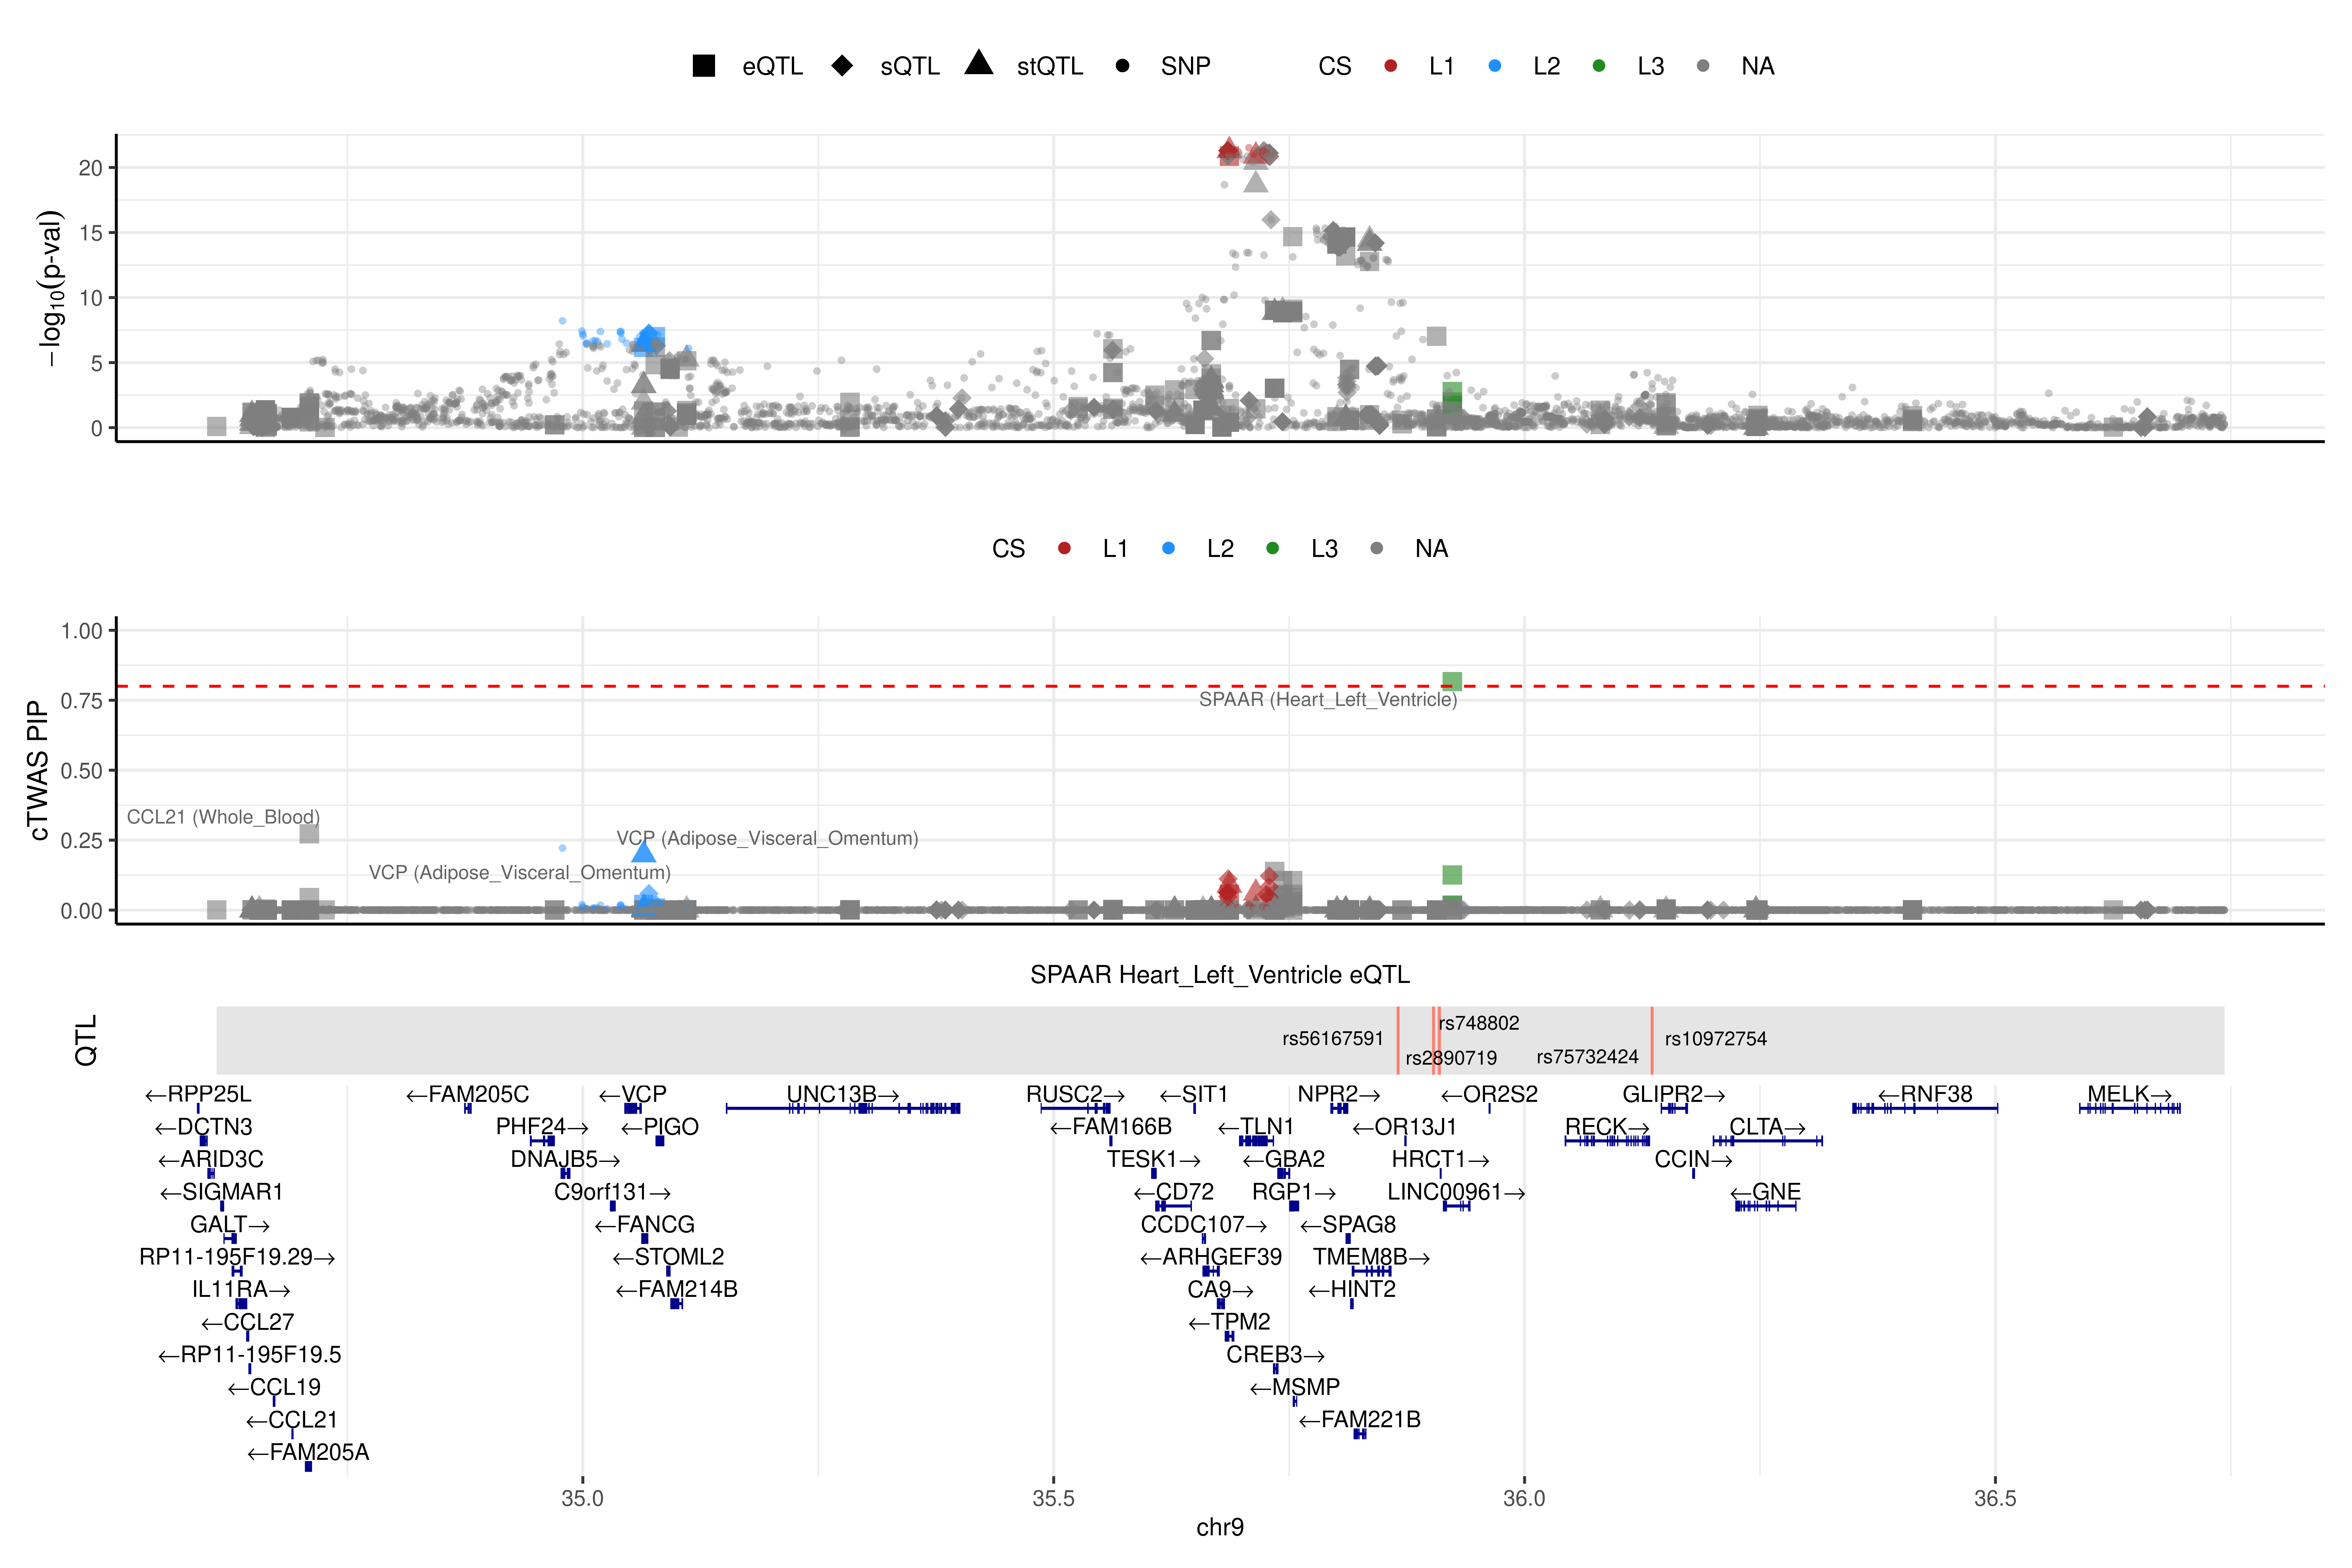 eQTL sQTL stQTL SNP CS L1 L2 L3 NA
−log10(p-val)
20
15
10
5
0
CS L1 L2 L3 NA
cTWAS PIP
1.00
0.75
0.50
0.25
0.00
SPAAR (Heart_Left_Ventricle)
CCL21 (Whole_Blood)
VCP (Adipose_Visceral_Omentum)
VCP (Adipose_Visceral_Omentum)
SPAAR Heart_Left_Ventricle eQTL
QTL
rs748802
rs56167591 rs10972754
rs2890719 rs75732424
←RPP25L ←FAM205C ←VCP UNC13B→ RUSC2→ ←SIT1 NPR2→ ←OR2S2 GLIPR2→ ←RNF38 MELK→
←DCTN3 PHF24→ ←PIGO ←FAM166B ←TLN1 ←OR13J1 RECK→ CLTA→
←ARID3C DNAJB5→ TESK1→ ←GBA2 HRCT1→ CCIN→
←SIGMAR1 C9orf131→ ←CD72 RGP1→ LINC00961→ ←GNE
GALT→ ←FANCG CCDC107→ ←SPAG8
RP11-195F19.29→ ←STOML2 ←ARHGEF39 TMEM8B→
IL11RA→ ←FAM214B CA9→ ←HINT2
←CCL27 ←TPM2
←RP11-195F19.5 CREB3→
←CCL19 ←MSMP
←CCL21 ←FAM221B
←FAM205A
35.0 35.5 36.0 36.5
chr9